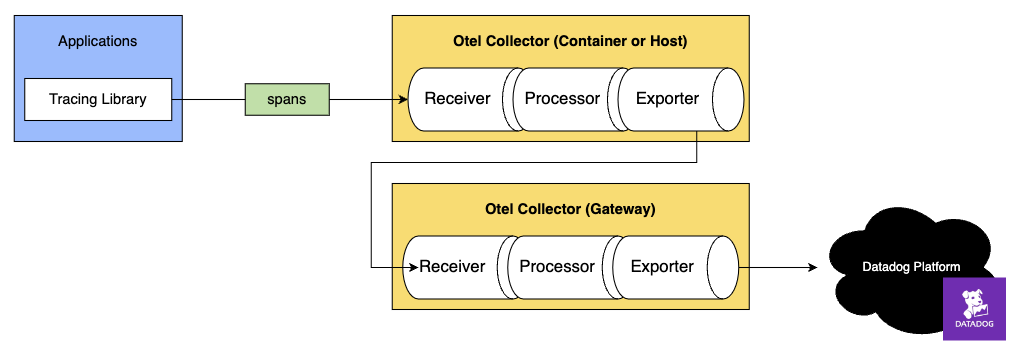 Applications
Tracing Library
spans
Otel Collector (Container or Host)
Receiver
Processor
Exporter
Otel Collector (Gateway)
Receiver
Processor
Exporter
Datadog Platform
DATADOG